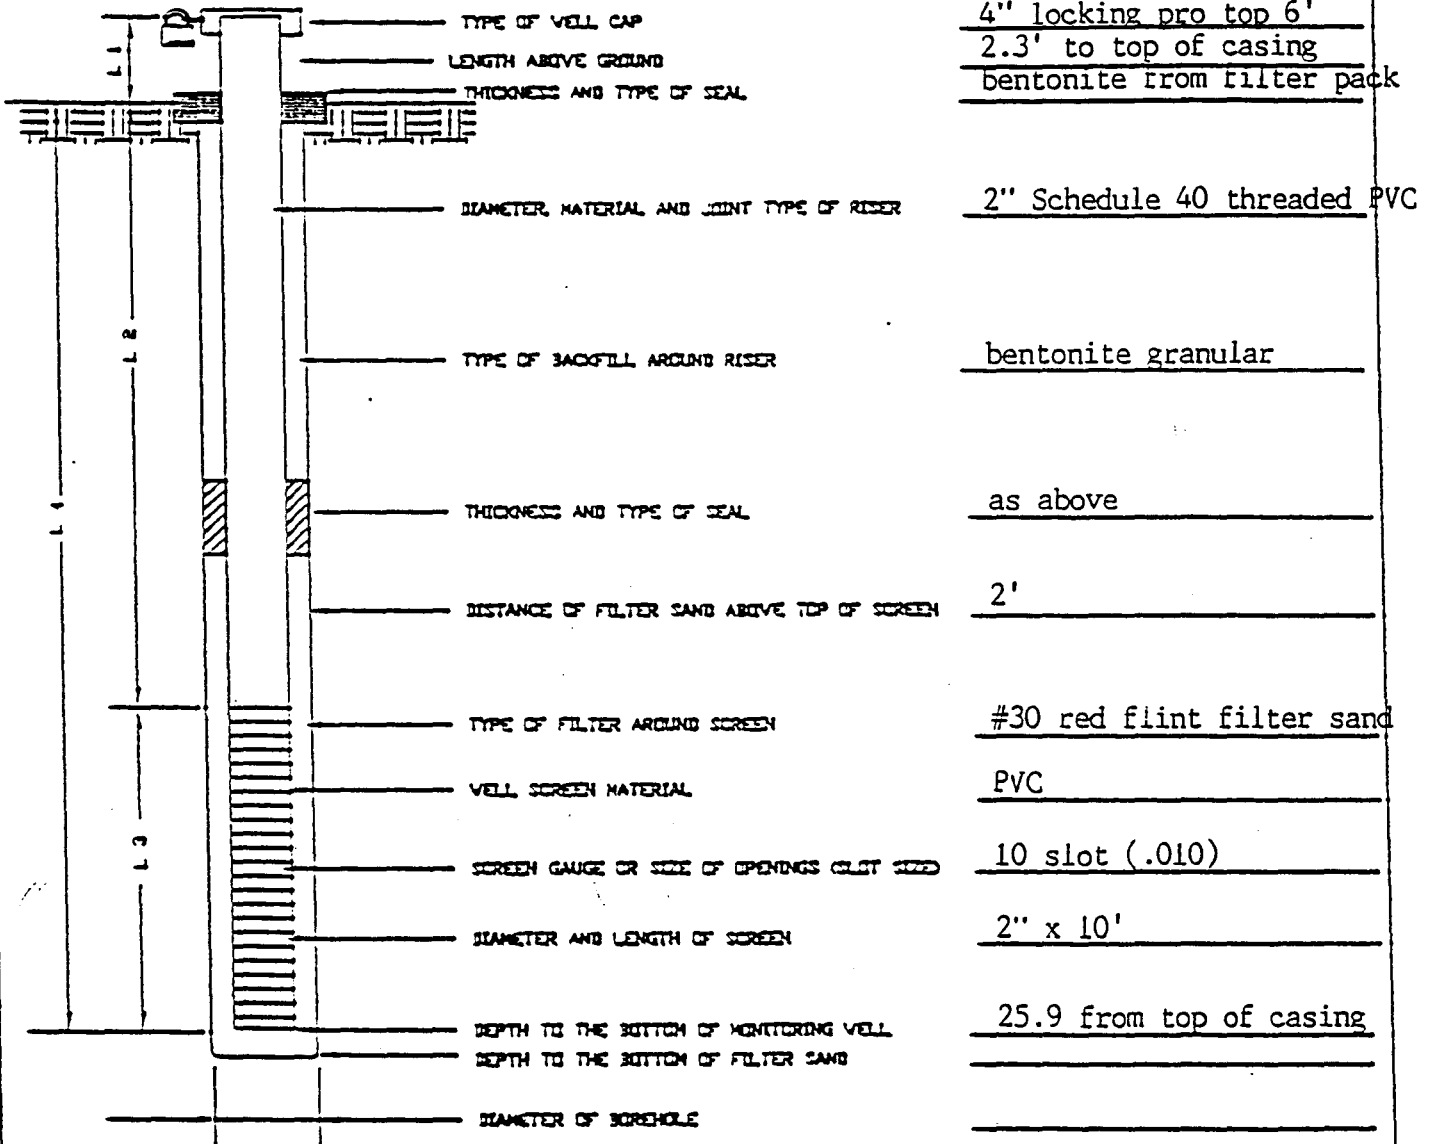 TYPE OF WELL CAP 4" locking pro top 6'
L 1
LENGTH ABOVE GROUND 2.3' to top of casing
THICKNESS AND TYPE OF SEAL bentonite from filter pack
DIAMETER, MATERIAL AND JOINT TYPE OF RISER 2" Schedule 40 threaded PVC
L 2
TYPE OF BACKFILL AROUND RISER bentonite granular
L 4
THICKNESS AND TYPE OF SEAL as above
DISTANCE OF FILTER SAND ABOVE TOP OF SCREEN 2'
TYPE OF FILTER AROUND SCREEN #30 red flint filter sand
WELL SCREEN MATERIAL PVC
L 3
SCREEN GAUGE OR SIZE OF OPENINGS (SLOT SIZE) 10 slot (.010)
DIAMETER AND LENGTH OF SCREEN 2" x 10'
DEPTH TO THE BOTTOM OF MONITORING WELL 25.9 from top of casing
DEPTH TO THE BOTTOM OF FILTER SAND
DIAMETER OF BOREHOLE